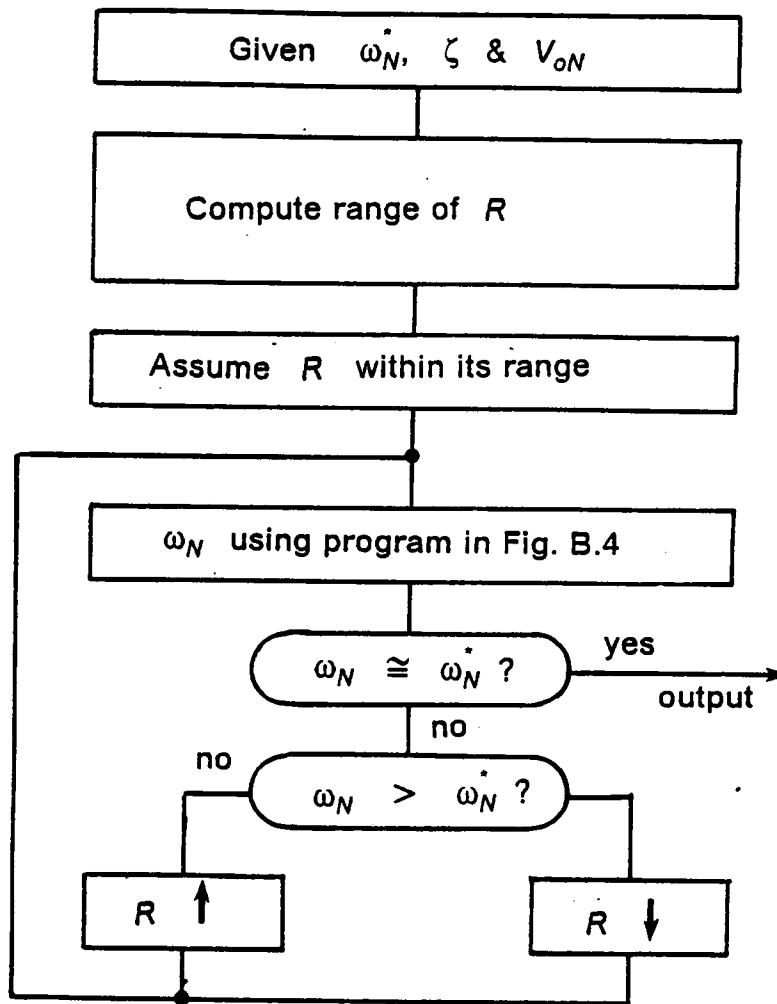 Given ω*N, ζ & VoN
Compute range of R
Assume R within its range
ωN using program in Fig. B.4
ωN ≅ ω*N ?
yes
output
no
no
ωN > ω*N ?
R ↑
R ↓